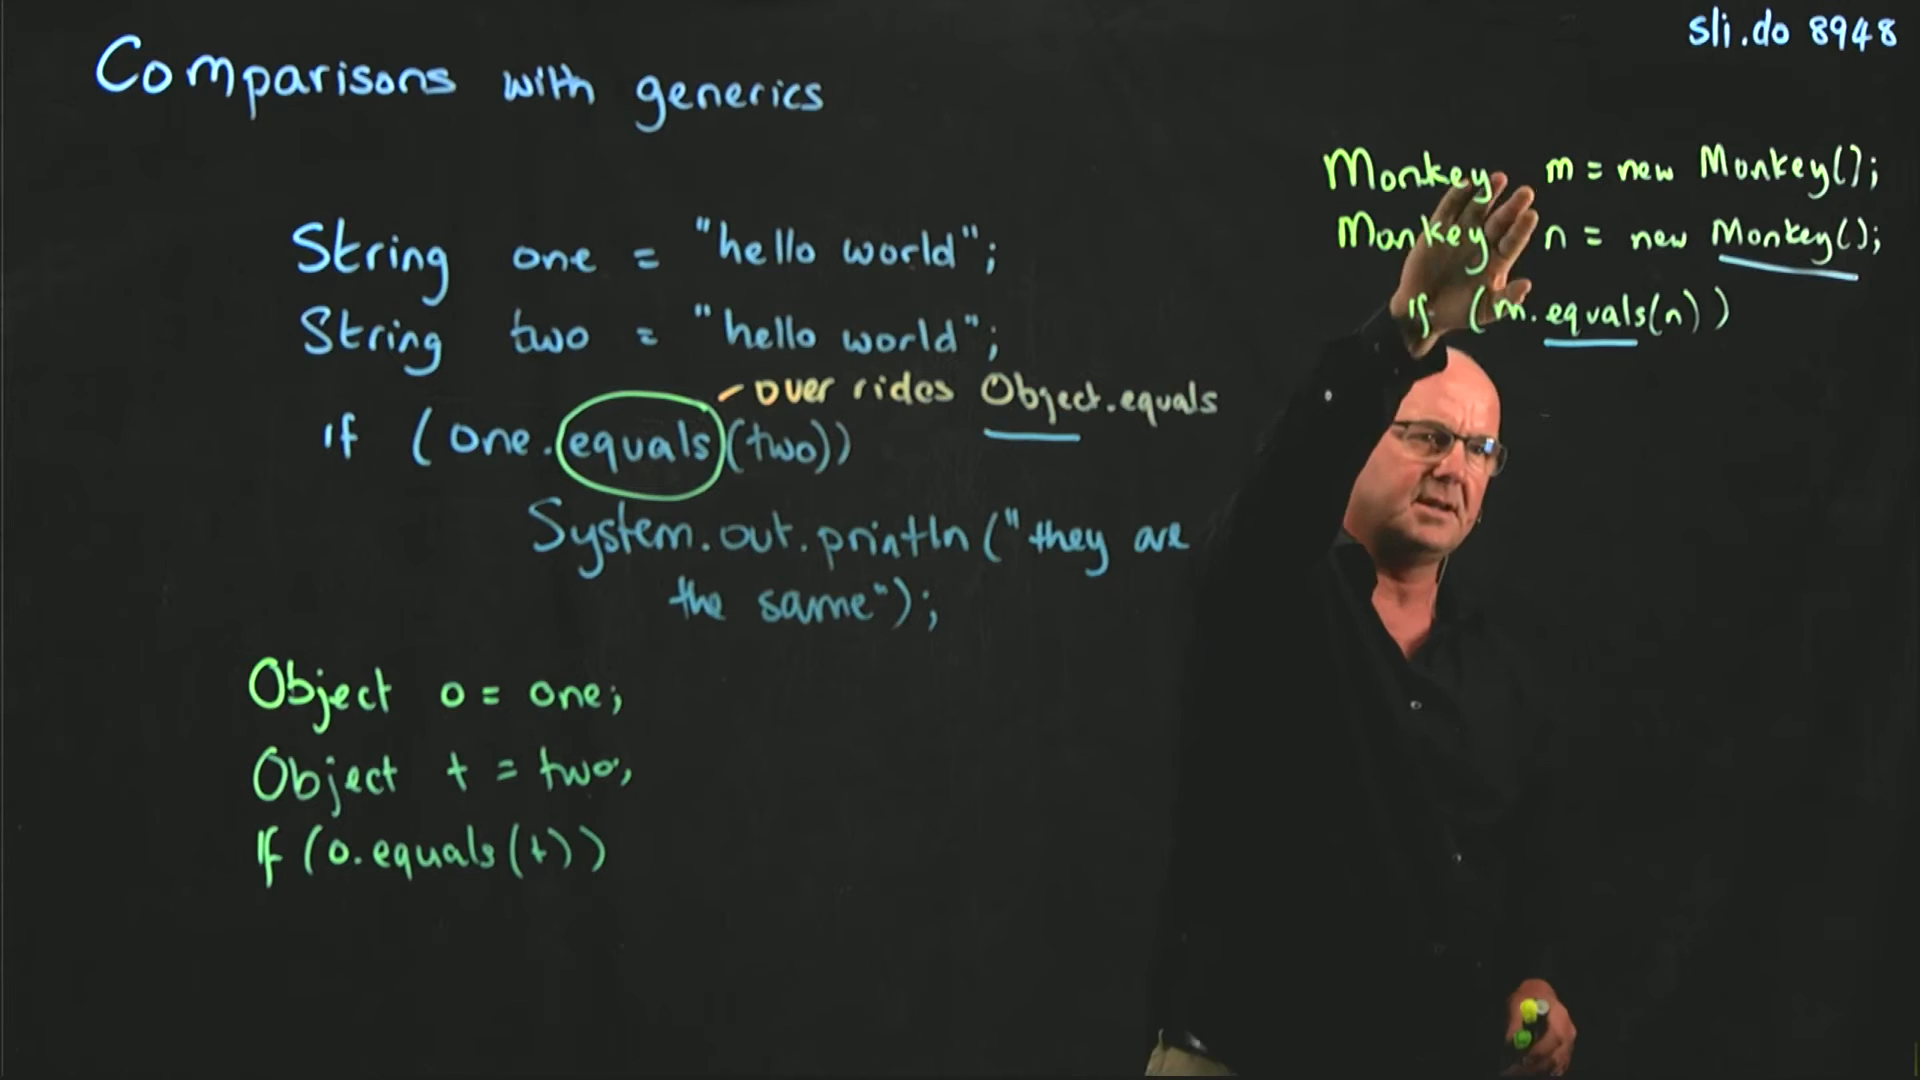 sli.do 8948
Comparisons with generics
Monkey m = new Monkey();
Monkey n = new Monkey();
if (m.equals(n))
String one = "hello world";
String two = "hello world";
over rides Object.equals
if (one.equals(two))
System.out.println("they are
the same");
Object o = one;
Object t = two;
If (o.equals(t))